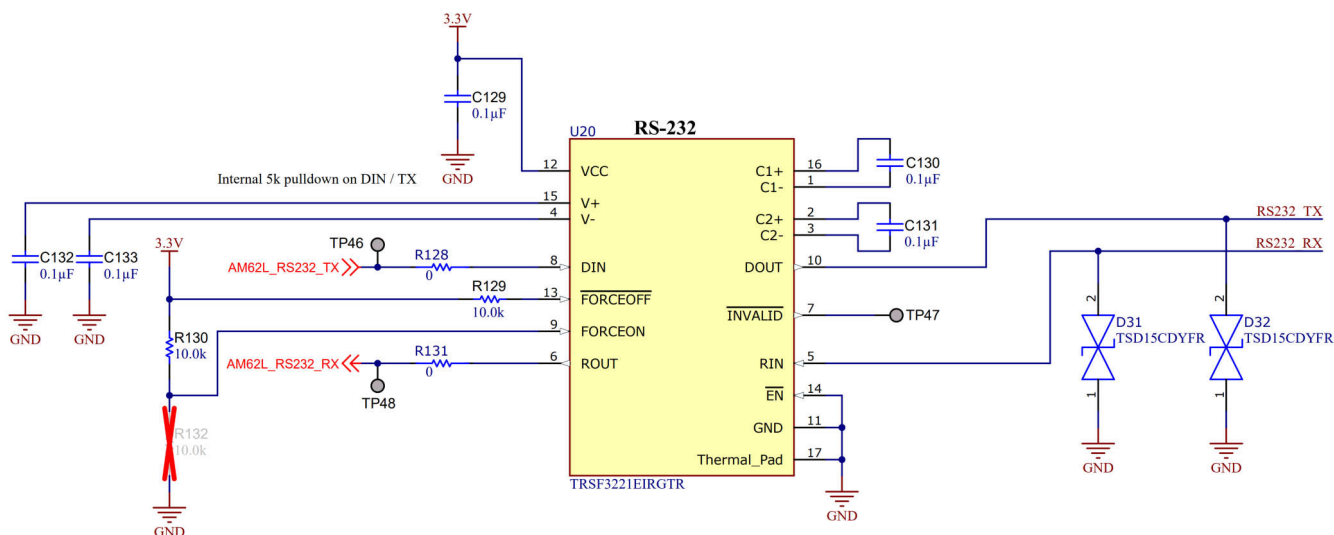 3.3V
C129
0.1µF
GND
U20
RS-232
Internal 5k pulldown on DIN / TX
12
VCC
15
V+
4
V-
C1+
16
C1-
1
C130
0.1µF
C2+
2
C2-
3
C131
0.1µF
RS232_TX
RS232_RX
C132
0.1µF
C133
0.1µF
GND
GND
3.3V
TP46
AM62L_RS232_TX
R128
0
8
DIN
DOUT
10
R129
10.0k
13
FORCEOFF
9
FORCEON
INVALID
7
TP47
R130
10.0k
AM62L_RS232_RX
R131
0
6
ROUT
RIN
5
TP48
EN
14
GND
11
Thermal_Pad
17
TRSF3221EIRGTR
GND
R132
10.0k
GND
2
D31
TSD15CDYFR
1
GND
2
D32
TSD15CDYFR
1
GND